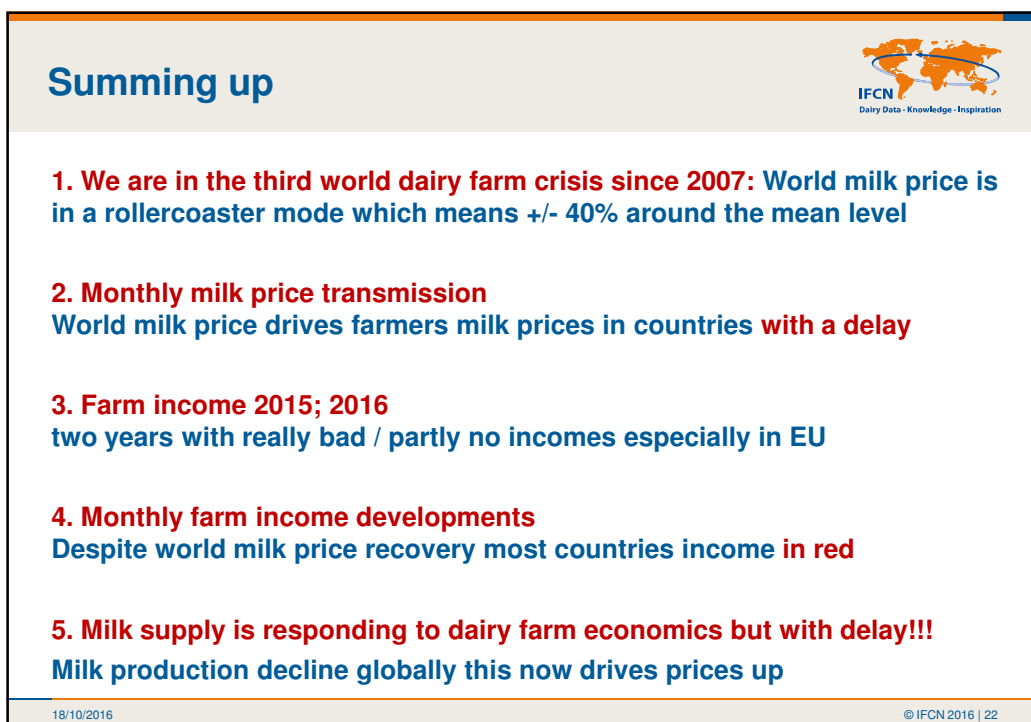 Summing up
IFCN
Dairy Data - Knowledge - Inspiration
1. We are in the third world dairy farm crisis since 2007: World milk price is
in a rollercoaster mode which means +/- 40% around the mean level
2. Monthly milk price transmission
World milk price drives farmers milk prices in countries with a delay
3. Farm income 2015; 2016
two years with really bad / partly no incomes especially in EU
4. Monthly farm income developments
Despite world milk price recovery most countries income in red
5. Milk supply is responding to dairy farm economics but with delay!!!
Milk production decline globally this now drives prices up
18/10/2016
© IFCN 2016 | 22